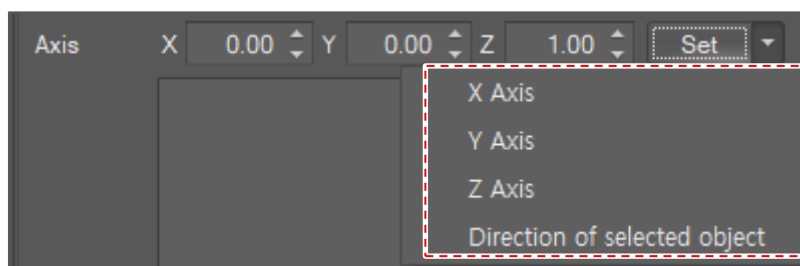 Axis X 0.00 Y 0.00 Z 1.00 Set
X Axis
Y Axis
Z Axis
Direction of selected object